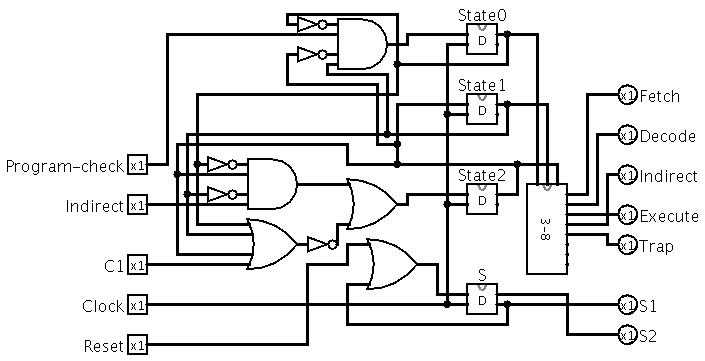 State0
D
State1
D
Fetch
x1
Decode
x1
Program-check
x1
State2
D
Indirect
x1
Indirect
x1
3-8
Execute
x1
Trap
x1
C1
x1
S
D
Clock
x1
S1
x1
S2
x1
Reset
x1